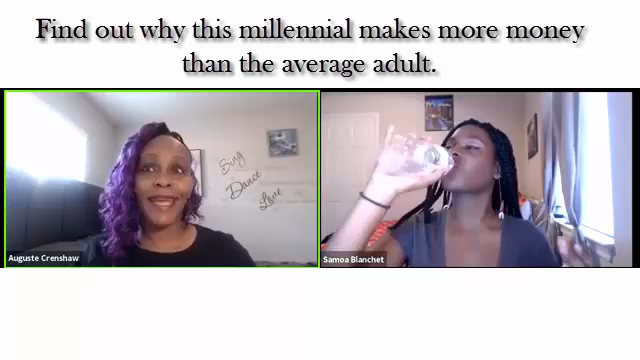 Find out why this millennial makes more money
than the average adult.
Sing
Dance
Love
Auguste Crenshaw
Samoa Blanchet